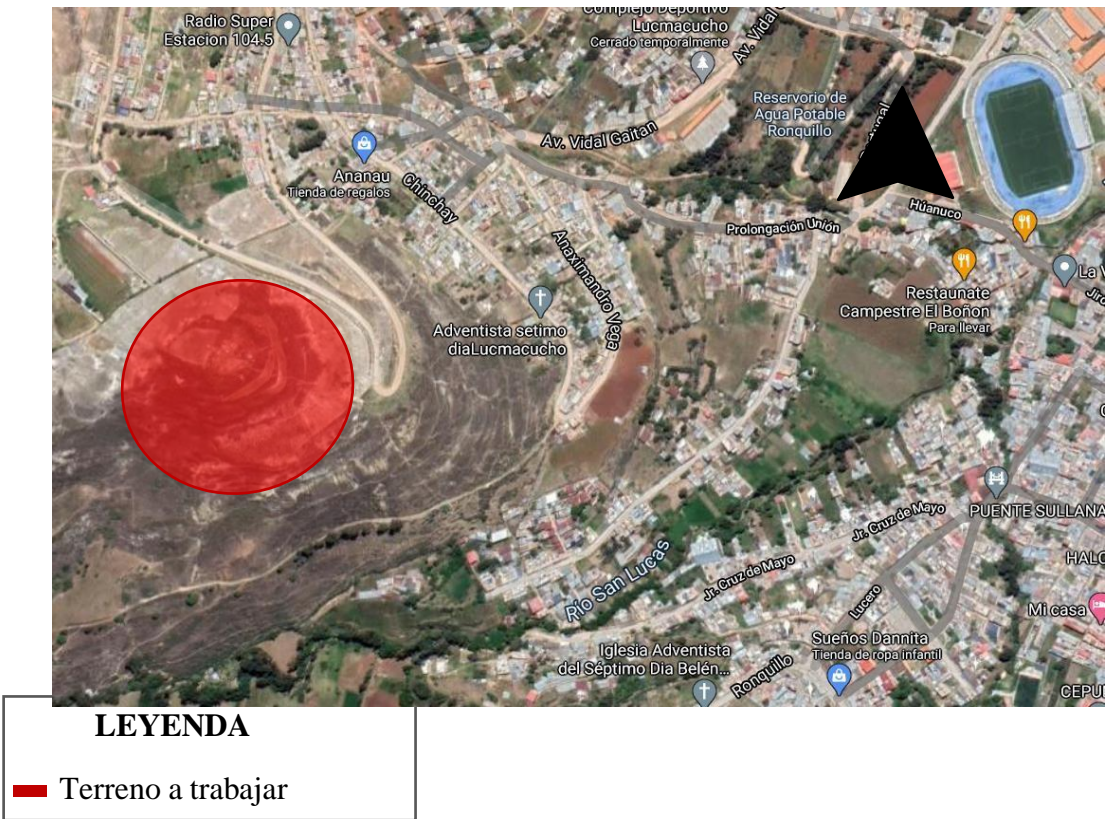 Complejo Deportivo
Lucmacucho
Cerrado temporalmente
Radio Super
Estacion 104.5
Av. Vidal
Reservorio de
Agua Potable
Ronquillo
Av. Vidal Gaitan
Ananau
Tienda de regalos
Chinchay
Húanuco
Prolongación Unión
Anaximandro Vega
La V
Restaunate
Campestre El Boñon
Para llevar
Adventista setimo
diaLucmacucho
PUENTE SULLANA
Jr. Cruz de Mayo
HALC
Río San Lucas
Jr. Cruz de Mayo
Lucero
Mi casa
Sueños Dannita
Tienda de ropa infantil
Iglesia Adventista
del Séptimo Dia Belén...
Ronquillo
CEPU
LEYENDA
Terreno a trabajar